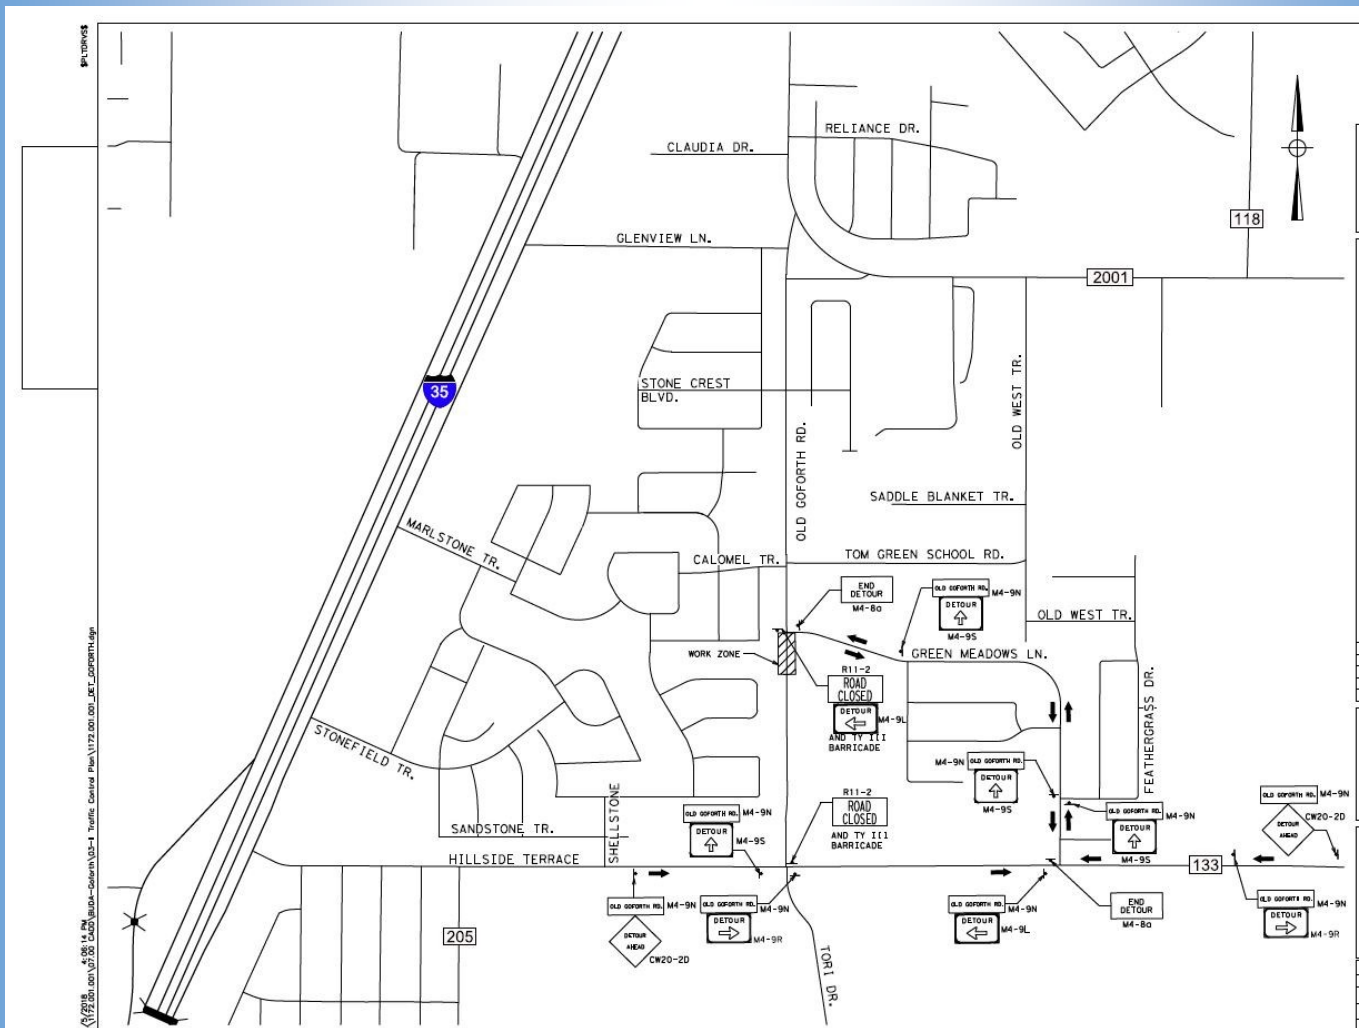 $PLTDRVS$
CLAUDIA DR.
RELIANCE DR.
118
GLENVIEW LN.
2001
35
STONE CREST
BLVD.
OLD WEST TR.
OLD GOFORTH RD.
SADDLE BLANKET TR.
MARLSTONE TR.
CALOMEL TR.
TOM GREEN SCHOOL RD.
END
DETOUR
M4-8a
OLD GOFORTH RD.
M4-9N
DETOUR
M4-9S
OLD WEST TR.
WORK ZONE
GREEN MEADOWS LN.
R11-2
ROAD
CLOSED
DETOUR
M4-9L
AND TY III
BARRICADE
FEATHERGRASS DR.
STONEFIELD TR.
M4-9N
OLD GOFORTH RD.
DETOUR
M4-9S
R11-2
ROAD
CLOSED
AND TY III
BARRICADE
OLD GOFORTH RD.
M4-9N
DETOUR
M4-9S
OLD GOFORTH RD.
M4-9N
DETOUR
M4-9S
OLD GOFORTH RD.
M4-9N
CW20-2D
DETOUR
AHEAD
SANDSTONE TR.
SHELLSTONE
HILLSIDE TERRACE
133
OLD GOFORTH RD.
M4-9N
DETOUR
AHEAD
CW20-2D
OLD GOFORTH RD.
M4-9N
DETOUR
M4-9R
OLD GOFORTH RD.
M4-9N
DETOUR
M4-9L
END
DETOUR
M4-8a
OLD GOFORTH RD.
M4-9N
DETOUR
M4-9R
205
TORI DR.
4:06:14 PM